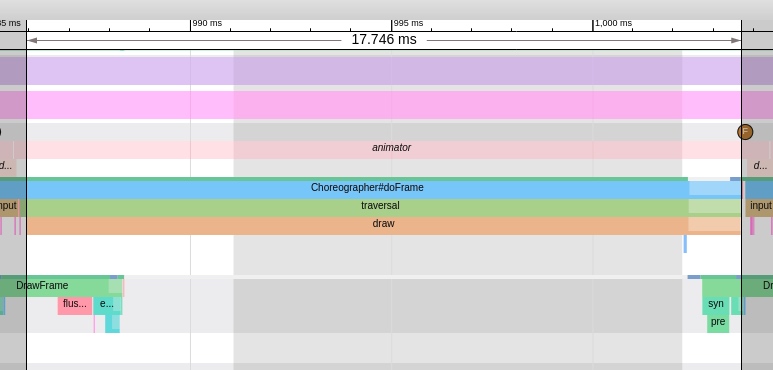 35 ms
990 ms
995 ms
1,000 ms
17.746 ms
F
animator
d...
d...
Choreographer#doFrame
input
traversal
input
draw
DrawFrame
Dr
flus...
e...
syn
pre